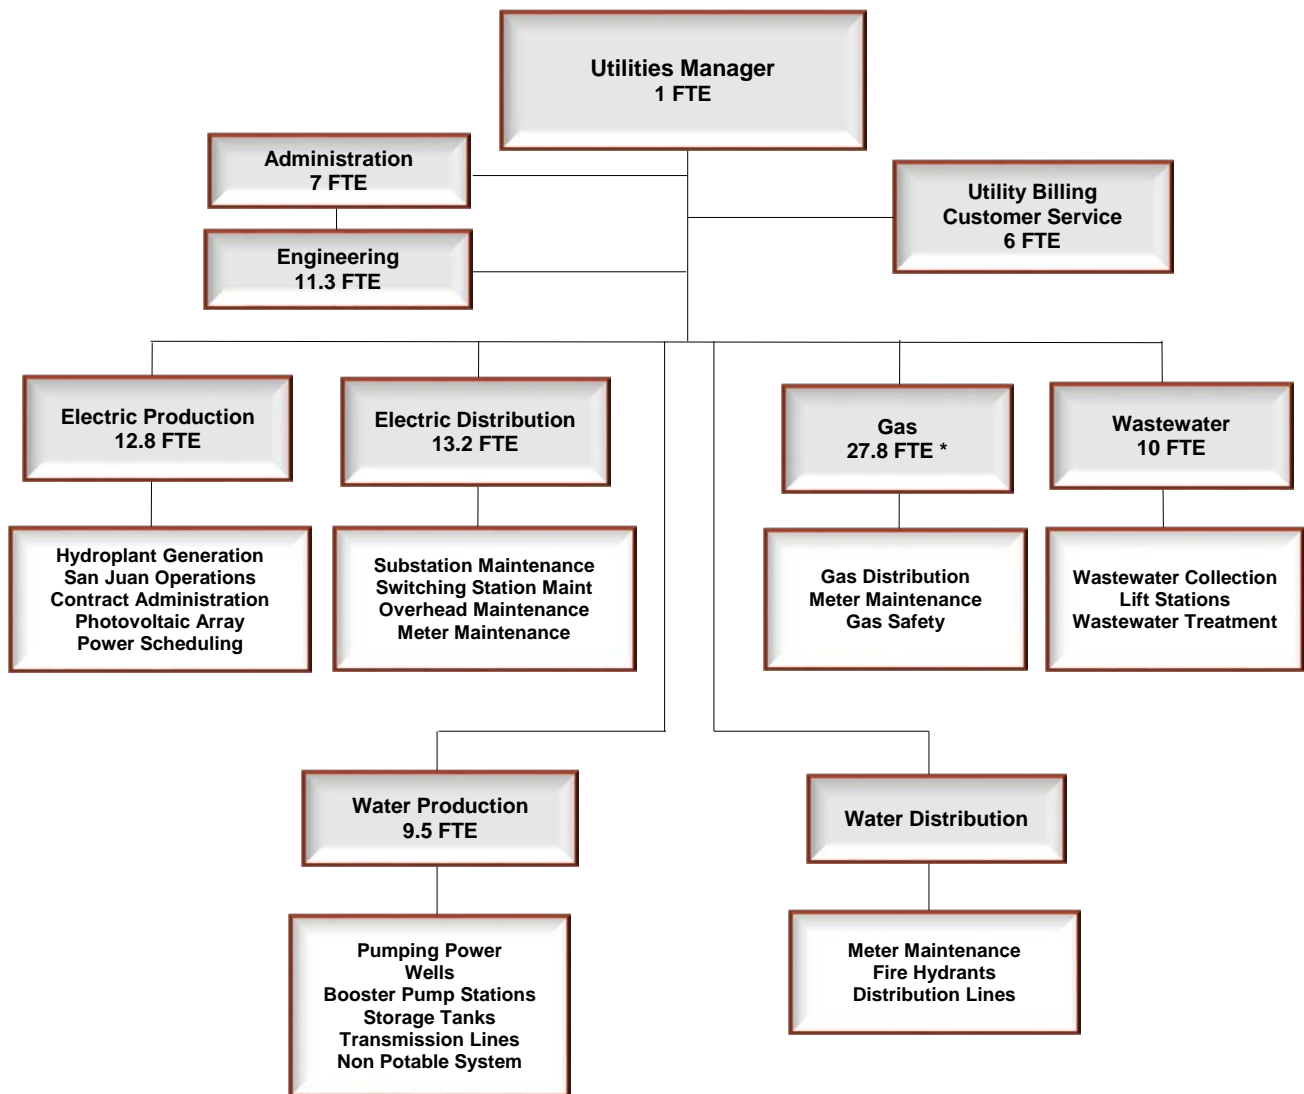 Utilities Manager
1 FTE
Administration
7 FTE
Utility Billing
Customer Service
6 FTE
Engineering
11.3 FTE
Electric Production
12.8 FTE
Electric Distribution
13.2 FTE
Gas
27.8 FTE *
Wastewater
10 FTE
Hydroplant Generation
San Juan Operations
Contract Administration
Photovoltaic Array
Power Scheduling
Substation Maintenance
Switching Station Maint
Overhead Maintenance
Meter Maintenance
Gas Distribution
Meter Maintenance
Gas Safety
Wastewater Collection
Lift Stations
Wastewater Treatment
Water Production
9.5 FTE
Water Distribution
Pumping Power
Wells
Booster Pump Stations
Storage Tanks
Transmission Lines
Non Potable System
Meter Maintenance
Fire Hydrants
Distribution Lines